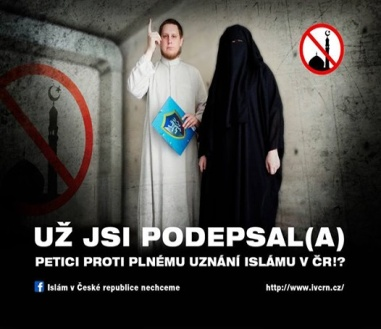 UŽ JSI PODEPSAL(A)
PETICI PROTI PLNÉMU UZNÁNÍ ISLÁMU V ČR!?
f Islám v České republice nechceme http://www.ivcrn.cz/